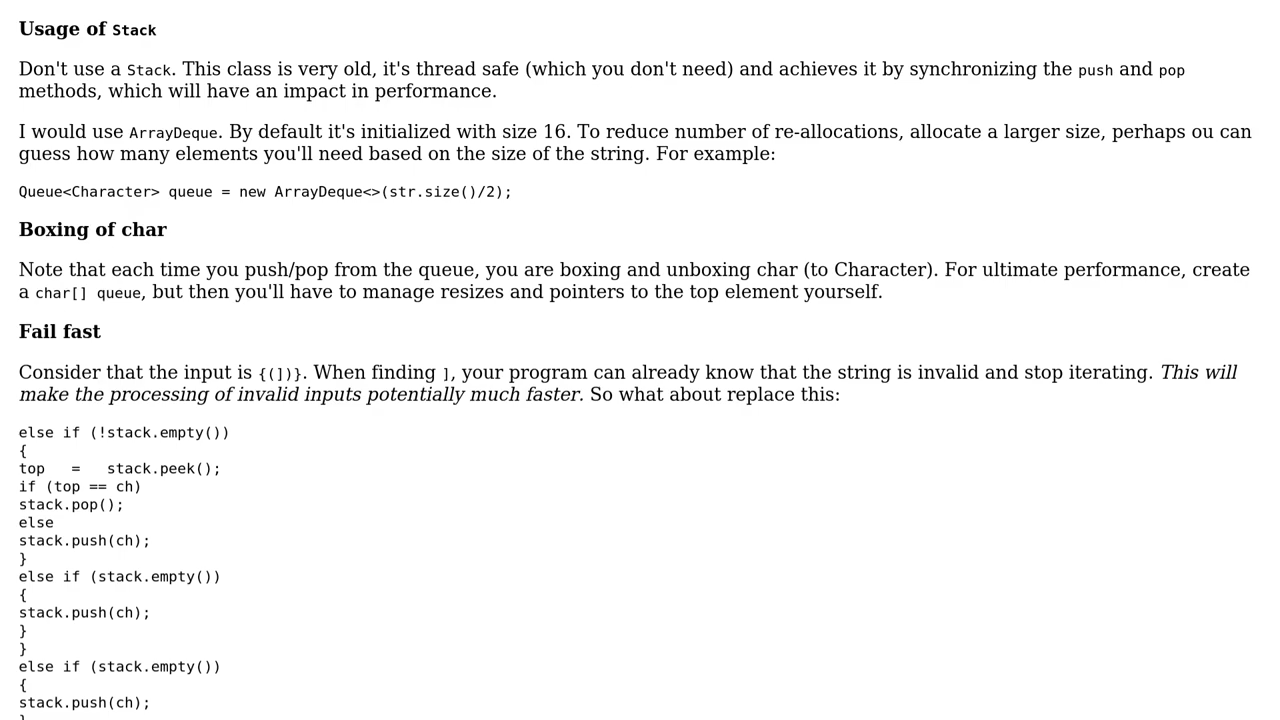 Usage of Stack
Don't use a Stack. This class is very old, it's thread safe (which you don't need) and achieves it by synchronizing the push and pop
methods, which will have an impact in performance.
I would use ArrayDeque. By default it's initialized with size 16. To reduce number of re-allocations, allocate a larger size, perhaps ou can
guess how many elements you'll need based on the size of the string. For example:
Queue<Character> queue = new ArrayDeque<>(str.size()/2);
Boxing of char
Note that each time you push/pop from the queue, you are boxing and unboxing char (to Character). For ultimate performance, create
a char[] queue, but then you'll have to manage resizes and pointers to the top element yourself.
Fail fast
Consider that the input is {(])}. When finding ], your program can already know that the string is invalid and stop iterating. This will
make the processing of invalid inputs potentially much faster. So what about replace this:
else if (!stack.empty())
{
top   =   stack.peek();
if (top == ch)
stack.pop();
else
stack.push(ch);
}
else if (stack.empty())
{
stack.push(ch);
}
}
else if (stack.empty())
{
stack.push(ch);
}